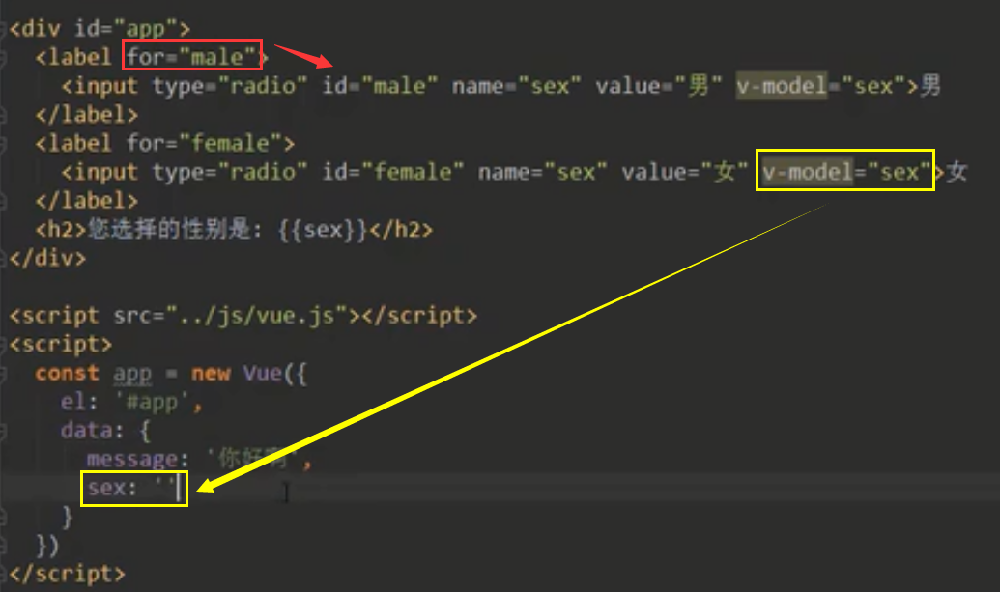 <div id="app">
<label for="male">
<input type="radio" id="male" name="sex" value="男" v-model="sex">男
</label>
<label for="female">
<input type="radio" id="female" name="sex" value="女" v-model="sex">女
</label>
<h2>您选择的性别是: {{sex}}</h2>
</div>
<script src="../js/vue.js"></script>
<script>
const app = new Vue({
el: '#app',
data: {
message: '你好啊',
sex: ''
}
})
</script>